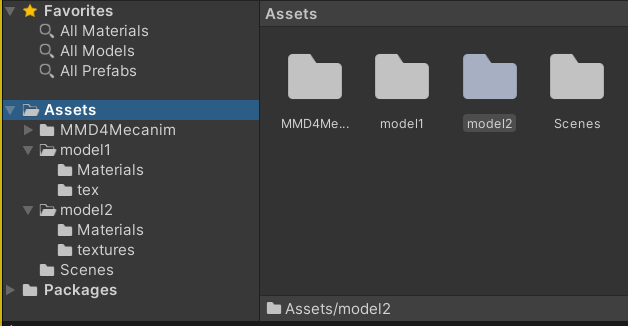 Favorites
All Materials
All Models
All Prefabs
Assets
MMD4Mecanim
model1
Materials
tex
model2
Materials
textures
Scenes
Packages
Assets
MMD4Me...
model1
model2
Scenes
Assets/model2